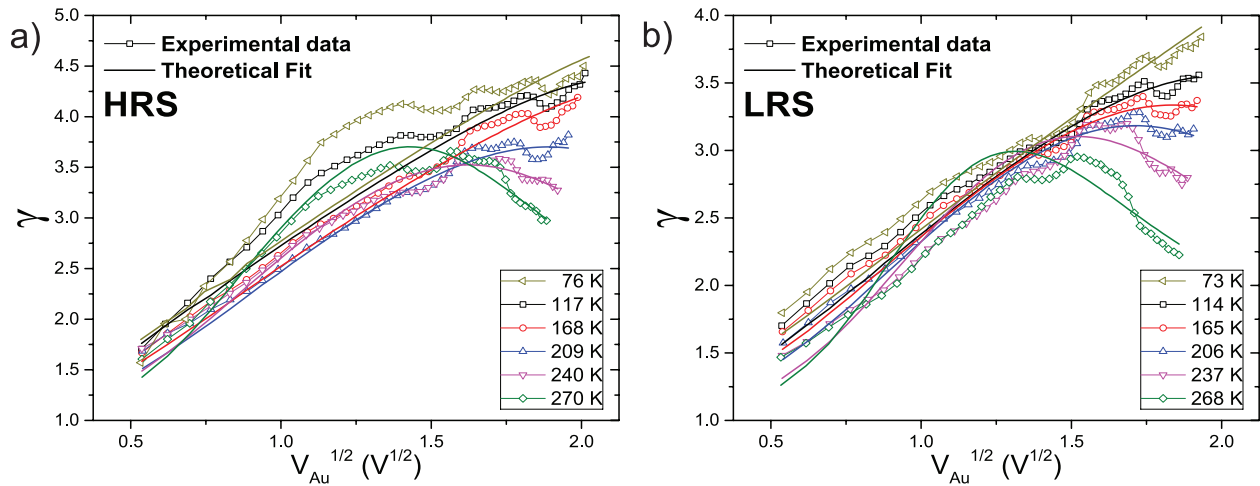 a)
Experimental data
Theoretical Fit
HRS
γ
5.0
4.5
4.0
3.5
3.0
2.5
2.0
1.5
1.0
76 K
117 K
168 K
209 K
240 K
270 K
0.5 1.0 1.5 2.0
V_Au^1/2 (V^1/2)
b)
Experimental data
Theoretical Fit
LRS
γ
4.0
3.5
3.0
2.5
2.0
1.5
1.0
73 K
114 K
165 K
206 K
237 K
268 K
0.5 1.0 1.5 2.0
V_Au^1/2 (V^1/2)